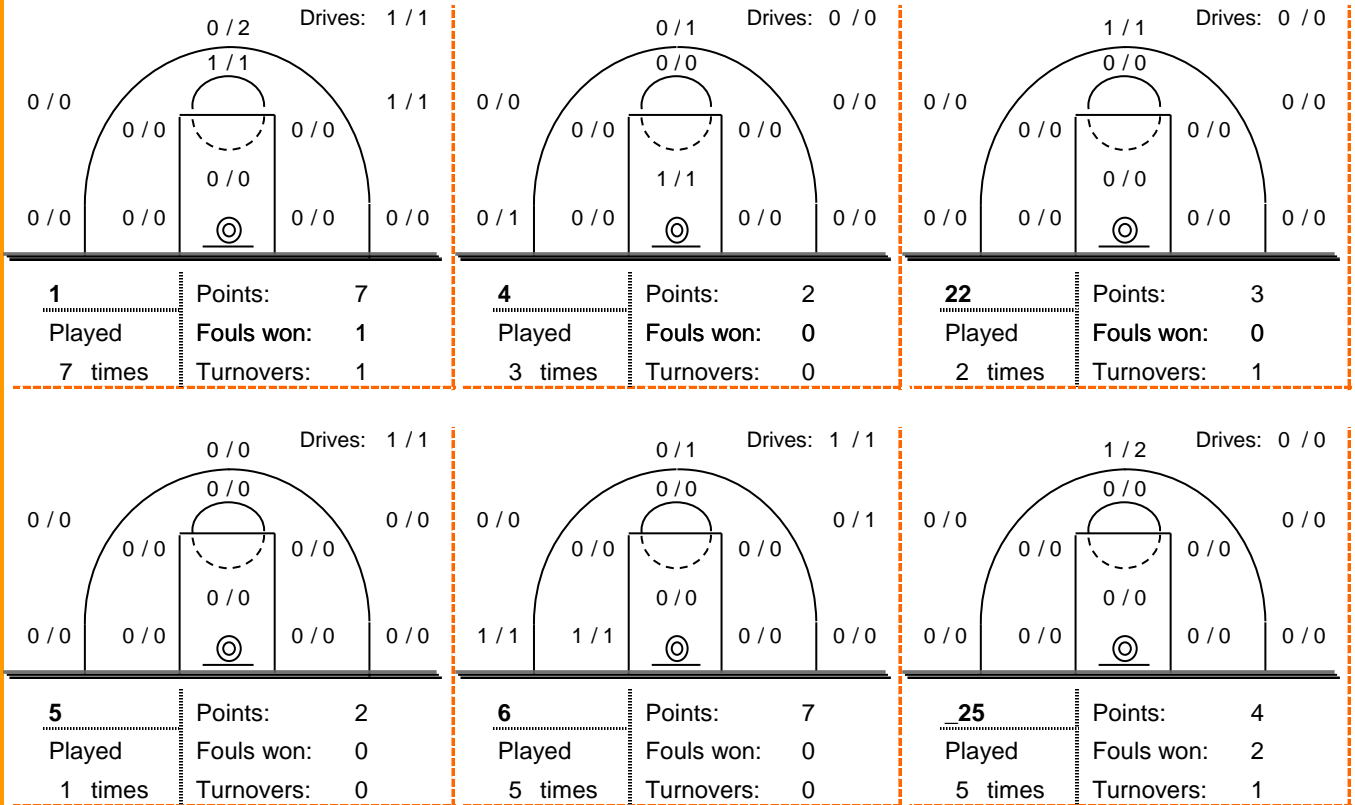 0 / 2 Drives: 1 / 1
1 / 1
0 / 0 1 / 1
0 / 0 0 / 0
0 / 0
0 / 0 0 / 0 0 / 0 0 / 0
1 Points: 7
Played Fouls won: 1
7 times Turnovers: 1
0 / 1 Drives: 0 / 0
0 / 0
0 / 0 0 / 0
0 / 0 0 / 0
1 / 1
0 / 1 0 / 0 0 / 0 0 / 0
4 Points: 2
Played Fouls won: 0
3 times Turnovers: 0
1 / 1 Drives: 0 / 0
0 / 0
0 / 0 0 / 0
0 / 0 0 / 0
0 / 0
0 / 0 0 / 0 0 / 0 0 / 0
22 Points: 3
Played Fouls won: 0
2 times Turnovers: 1
0 / 0 Drives: 1 / 1
0 / 0
0 / 0 0 / 0
0 / 0 0 / 0
0 / 0
0 / 0 0 / 0 0 / 0 0 / 0
5 Points: 2
Played Fouls won: 0
1 times Turnovers: 0
0 / 1 Drives: 1 / 1
0 / 0
0 / 0 0 / 1
0 / 0 0 / 0
0 / 0
1 / 1 1 / 1 0 / 0 0 / 0
6 Points: 7
Played Fouls won: 0
5 times Turnovers: 0
1 / 2 Drives: 0 / 0
0 / 0
0 / 0 0 / 0
0 / 0 0 / 0
0 / 0
0 / 0 0 / 0 0 / 0 0 / 0
_25 Points: 4
Played Fouls won: 2
5 times Turnovers: 1